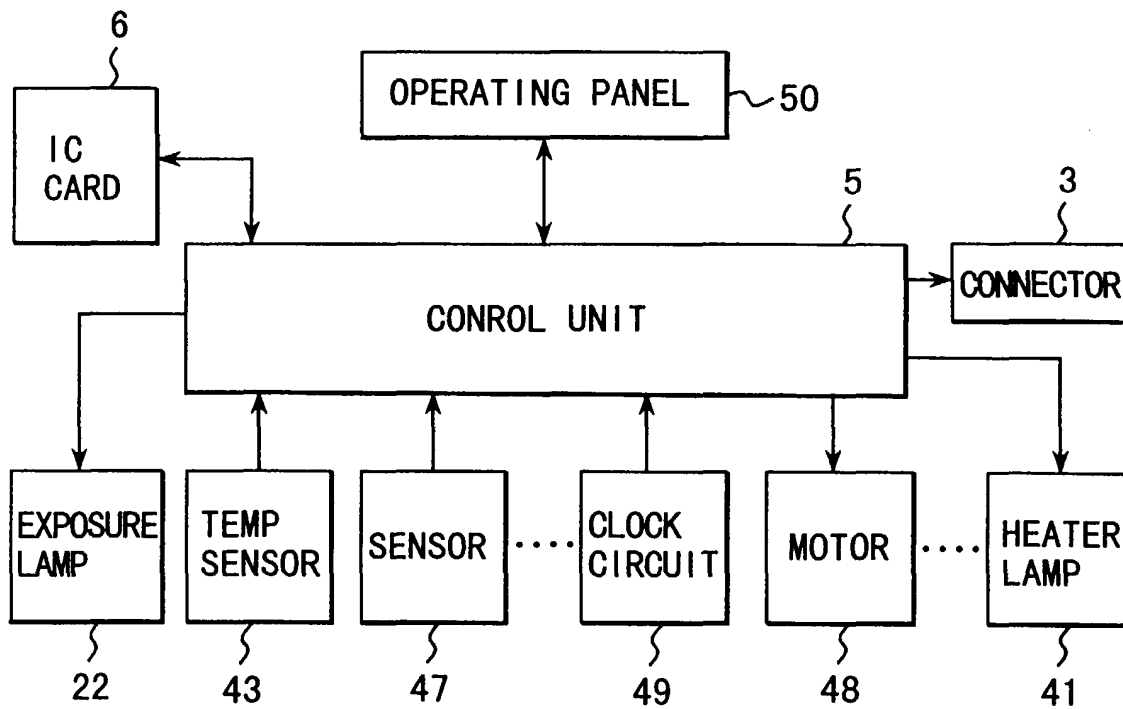 6
OPERATING PANEL
50
IC
CARD
5
3
CONRROL UNIT
CONNECTOR
EXPOSURE
LAMP
TEMP
SENSOR
SENSOR
CLOCK
CIRCUIT
MOTOR
HEATER
LAMP
22
43
47
49
48
41